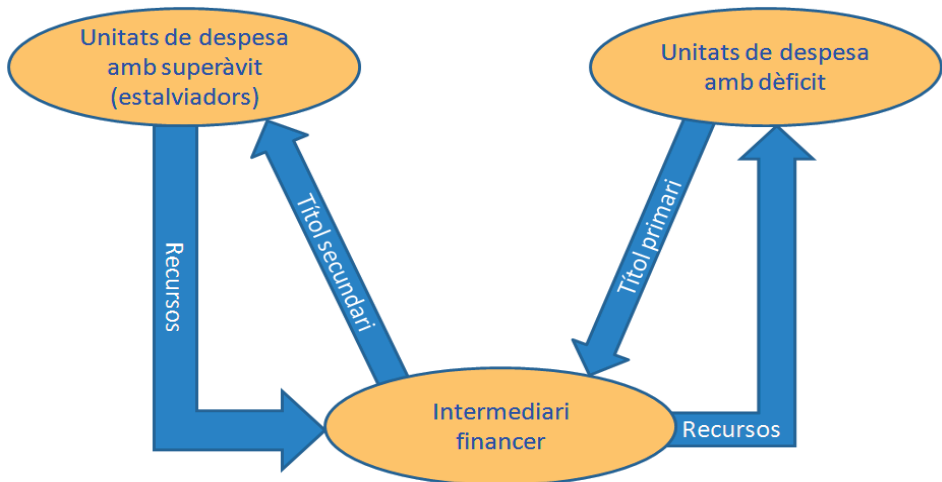 Unitats de despesa
amb superàvit
(estalviadors)
Unitats de despesa
amb dèficit
Recursos
Títol secundari
Títol primari
Intermediari
financer
Recursos